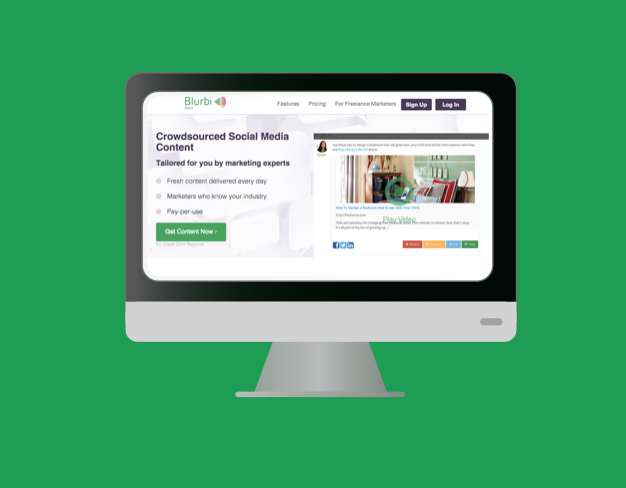 Blurbi
Beta
Features
Pricing
For Freelance Marketers
Sign Up
Log In
Crowdsourced Social Media
Content
Tailored for you by marketing experts
Fresh content delivered every day
Marketers who know your industry
Pay-per-use
Get Content Now ›
No Credit Card Required
Play Video
How To Design a Bedroom that Grows with Your Child